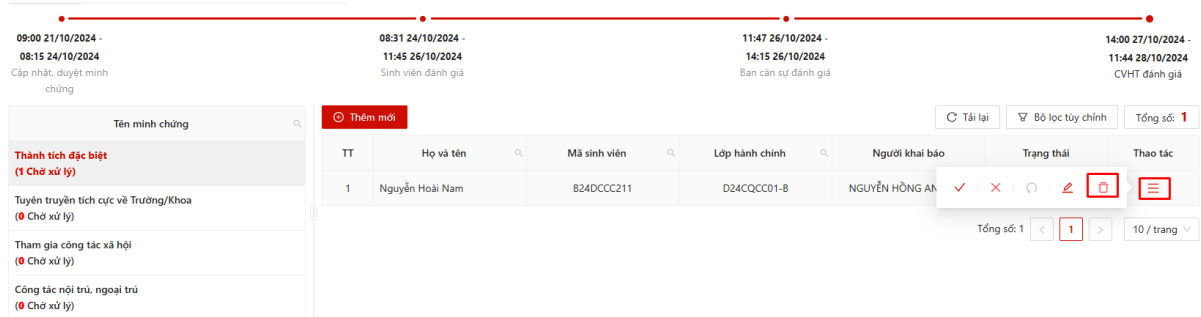 09:00 21/10/2024 -
08:15 24/10/2024
Cập nhật, duyệt minh
chứng
08:31 24/10/2024 -
11:45 26/10/2024
Sinh viên đánh giá
11:47 26/10/2024 -
14:15 26/10/2024
Ban cán sự đánh giá
14:00 27/10/2024 -
11:44 28/10/2024
CVHT đánh giá
Tên minh chứng
Thành tích đặc biệt
(1 Chờ xử lý)
Tuyên truyền tích cực về Trường/Khoa
(0 Chờ xử lý)
Tham gia công tác xã hội
(0 Chờ xử lý)
Công tác nội trú, ngoại trú
(0 Chờ xử lý)
Thêm mới
Tải lại
Bộ lọc tùy chỉnh
Tổng số: 1
TT Họ và tên Mã sinh viên Lớp hành chính Người khai báo Trạng thái Thao tác
1 Nguyễn Hoài Nam B24DCCC211 D24CQCC01-B NGUYỄN HỒNG AN
Tổng số: 1 < 1 > 10 / trang